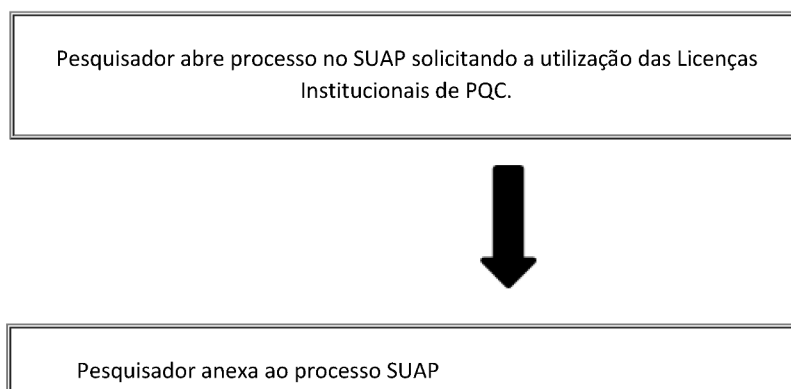 Pesquisador abre processo no SUAP solicitando a utilização das Licenças
Institucionais de PQC.
Pesquisador anexa ao processo SUAP